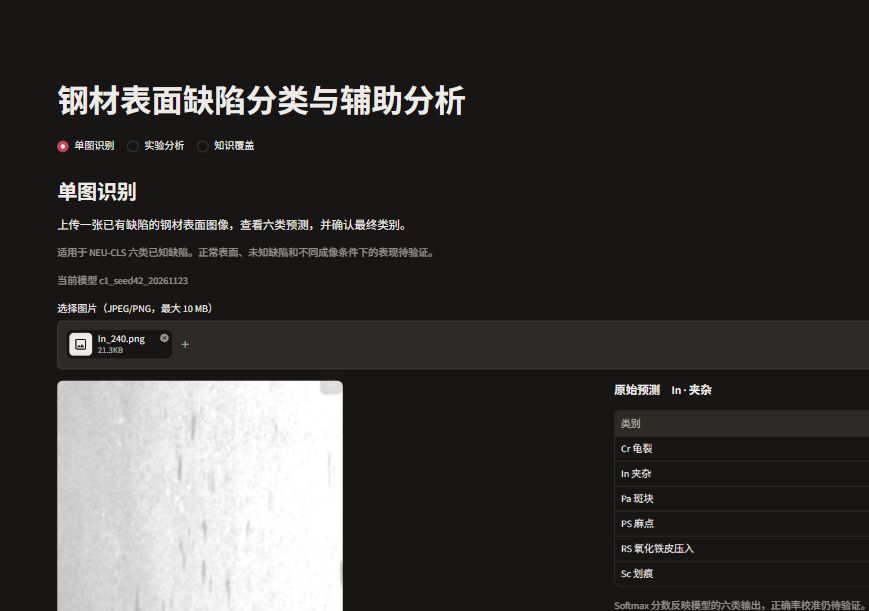 钢材表面缺陷分类与辅助分析
单图识别 实验分析 知识覆盖
单图识别
上传一张已有缺陷的钢材表面图像，查看六类预测，并确认最终类别。
适用于 NEU-CLS 六类已知缺陷。正常表面、未知缺陷和不同成像条件下的表现待验证。
当前模型 c1_seed42_20261123
选择图片（JPEG/PNG，最大 10 MB）
In_240.png
21.3KB
原始预测 In · 夹杂
类别
Cr 龟裂
In 夹杂
Pa 斑块
PS 麻点
RS 氧化铁皮压入
Sc 划痕
Softmax 分数反映模型的六类输出，正确率校准仍待验证。